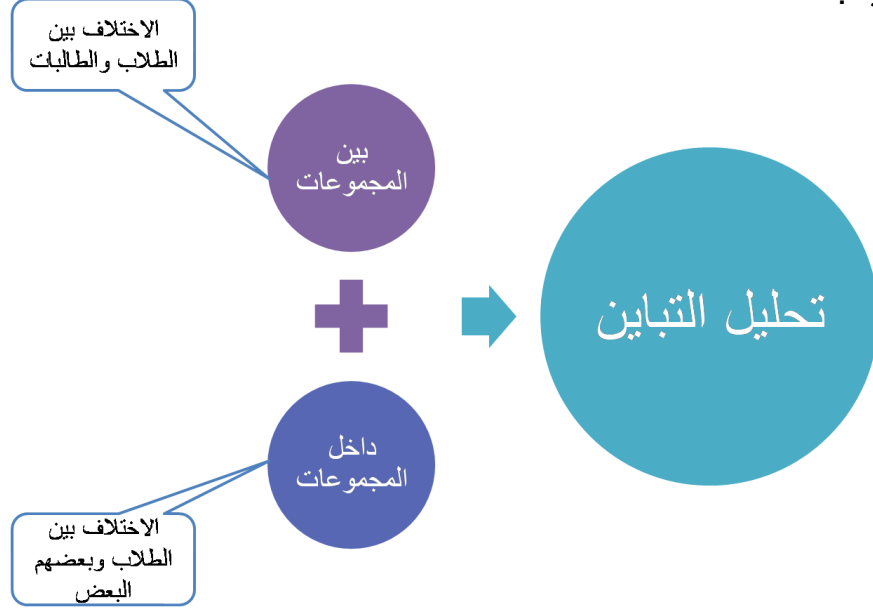 الاختلاف بين
الطلاب والطالبات
بين
المجموعات
تحليل التباين
داخل
المجموعات
الاختلاف بين
الطلاب وبعضهم
البعض